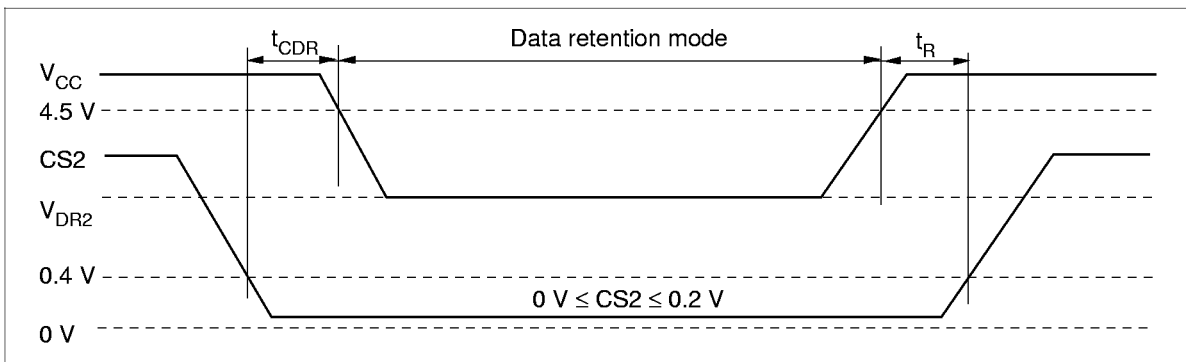 t_CDR Data retention mode t_R
V_CC
4.5 V
CS2
V_DR2
0.4 V
0 V ≤ CS2 ≤ 0.2 V
0 V